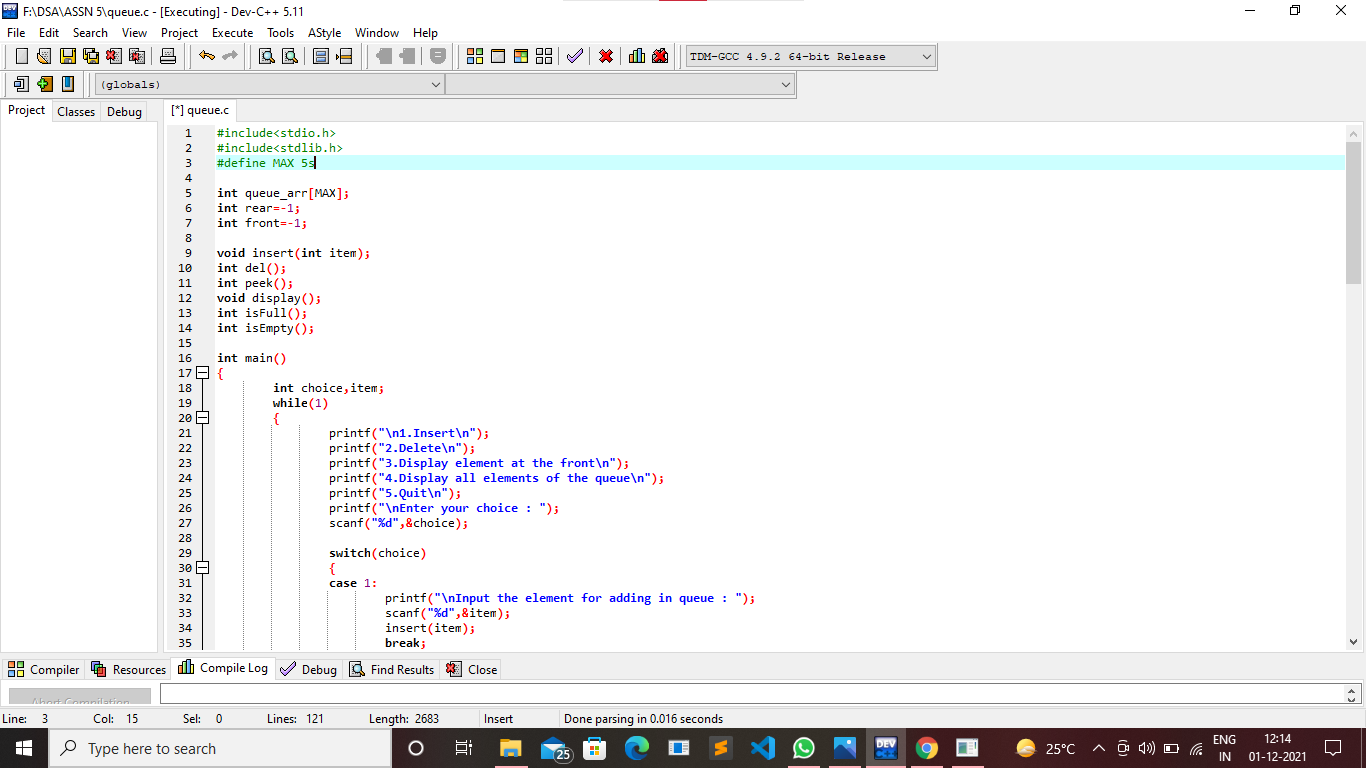 F:\DSA\ASSN 5\queue.c - [Executing] - Dev-C++ 5.11
File Edit Search View Project Execute Tools AStyle Window Help
TDM-GCC 4.9.2 64-bit Release
(globals)
Project Classes Debug [*] queue.c
1 #include<stdio.h>
2 #include<stdlib.h>
3 #define MAX 5s
4
5 int queue_arr[MAX];
6 int rear=-1;
7 int front=-1;
8
9 void insert(int item);
10 int del();
11 int peek();
12 void display();
13 int isFull();
14 int isEmpty();
15
16 int main()
17 {
18 int choice,item;
19 while(1)
20 {
21 printf("\n1.Insert\n");
22 printf("2.Delete\n");
23 printf("3.Display element at the front\n");
24 printf("4.Display all elements of the queue\n");
25 printf("5.Quit\n");
26 printf("\nEnter your choice : ");
27 scanf("%d",&choice);
28
29 switch(choice)
30 {
31 case 1:
32 printf("\nInput the element for adding in queue : ");
33 scanf("%d",&item);
34 insert(item);
35 break;
Compiler Resources Compile Log Debug Find Results Close
Abort Compilation
Line: 3 Col: 15 Sel: 0 Lines: 121 Length: 2683 Insert Done parsing in 0.016 seconds
Type here to search 25 DEV 25°C ENG 12:14
IN 01-12-2021